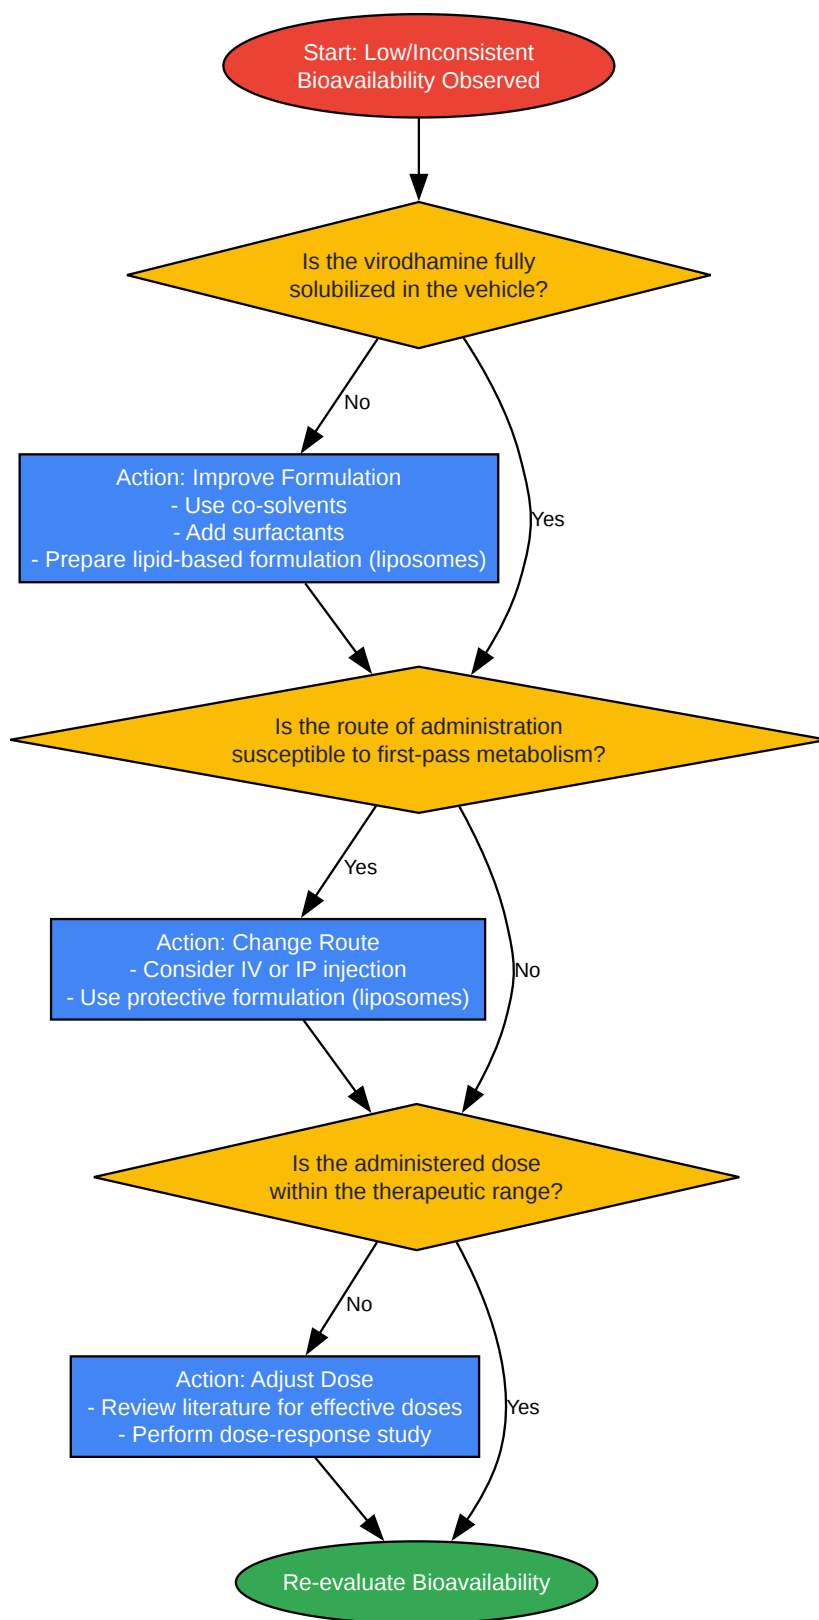 Start: Low/Inconsistent
Bioavailability Observed
Is the virodhamine fully
solubilized in the vehicle?
No
Yes
Action: Improve Formulation
- Use co-solvents
- Add surfactants
- Prepare lipid-based formulation (liposomes)
Is the route of administration
susceptible to first-pass metabolism?
Yes
No
Action: Change Route
- Consider IV or IP injection
- Use protective formulation (liposomes)
Is the administered dose
within the therapeutic range?
No
Yes
Action: Adjust Dose
- Review literature for effective doses
- Perform dose-response study
Re-evaluate Bioavailability